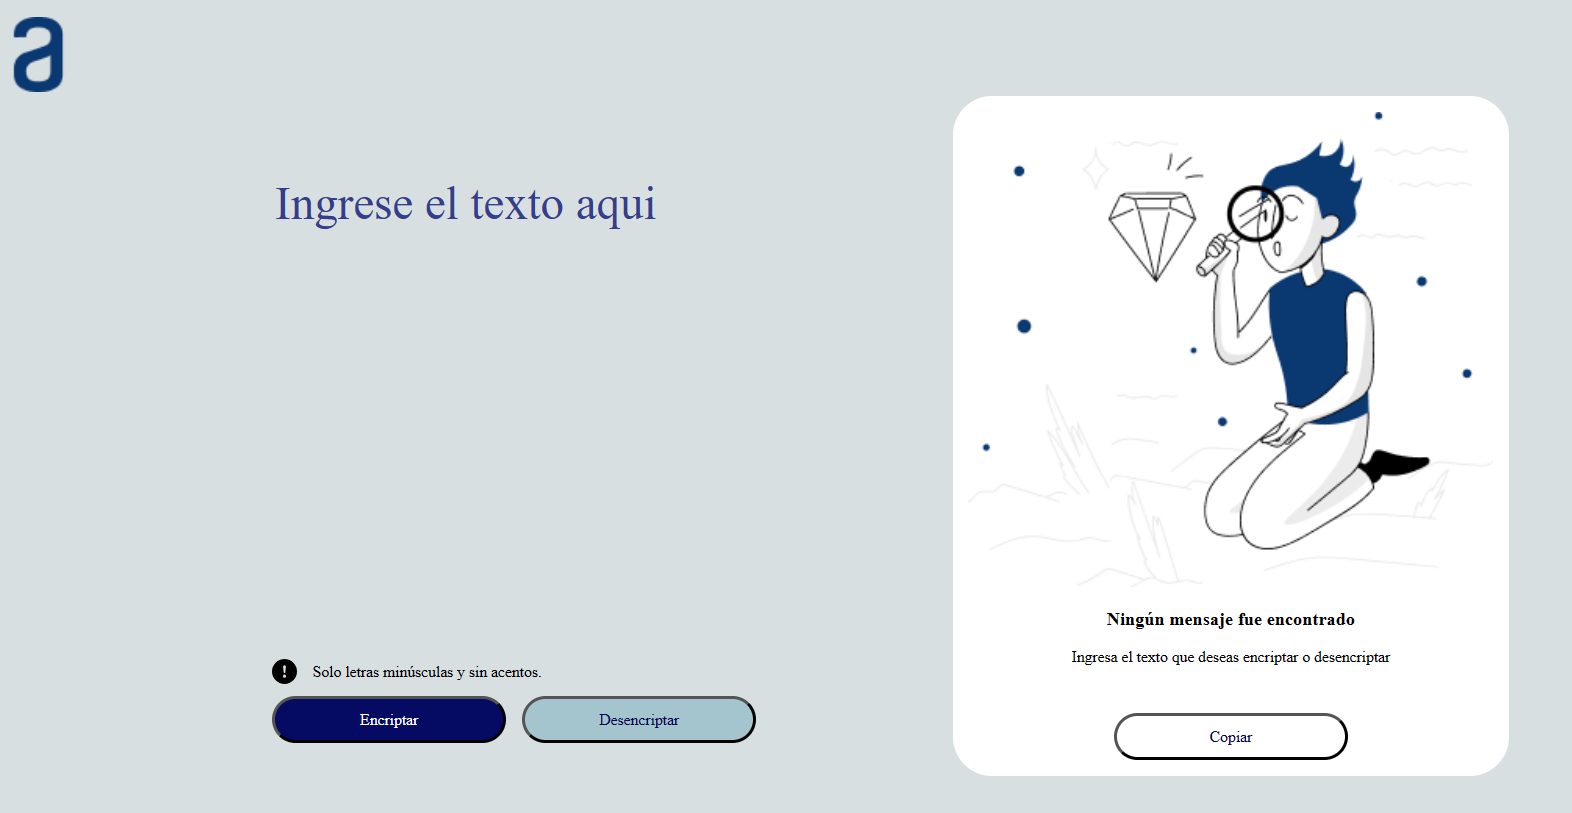 a
Ingrese el texto aqui
Solo letras minúsculas y sin acentos.
Encriptar
Desencriptar
Ningún mensaje fue encontrado
Ingresa el texto que deseas encriptar o desencriptar
Copiar